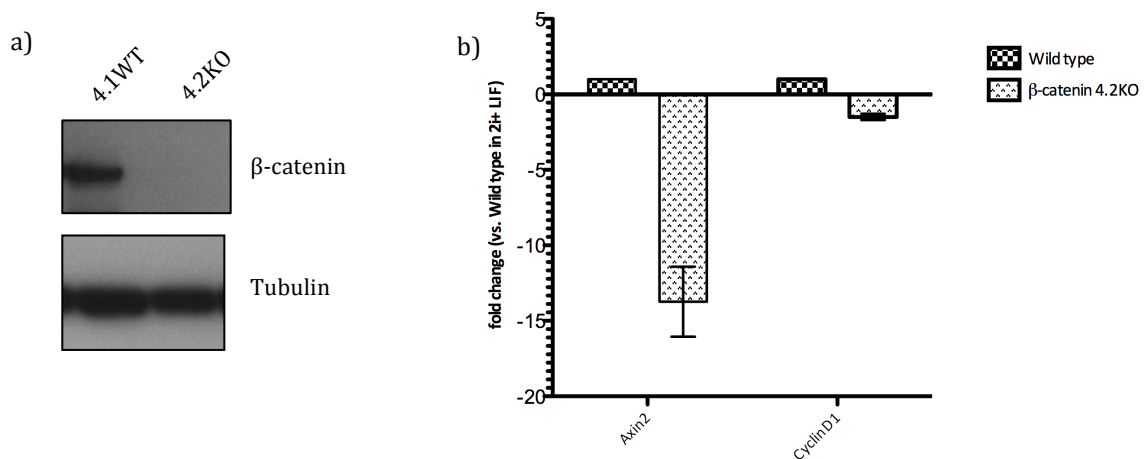 a)
4.1WT
4.2KO
β-catenin
Tubulin
b)
fold change (vs. Wild type in 2i+ LIF)
5
0
-5
-10
-15
-20
Axin2
CyclinD1
Wild type
β-catenin 4.2KO